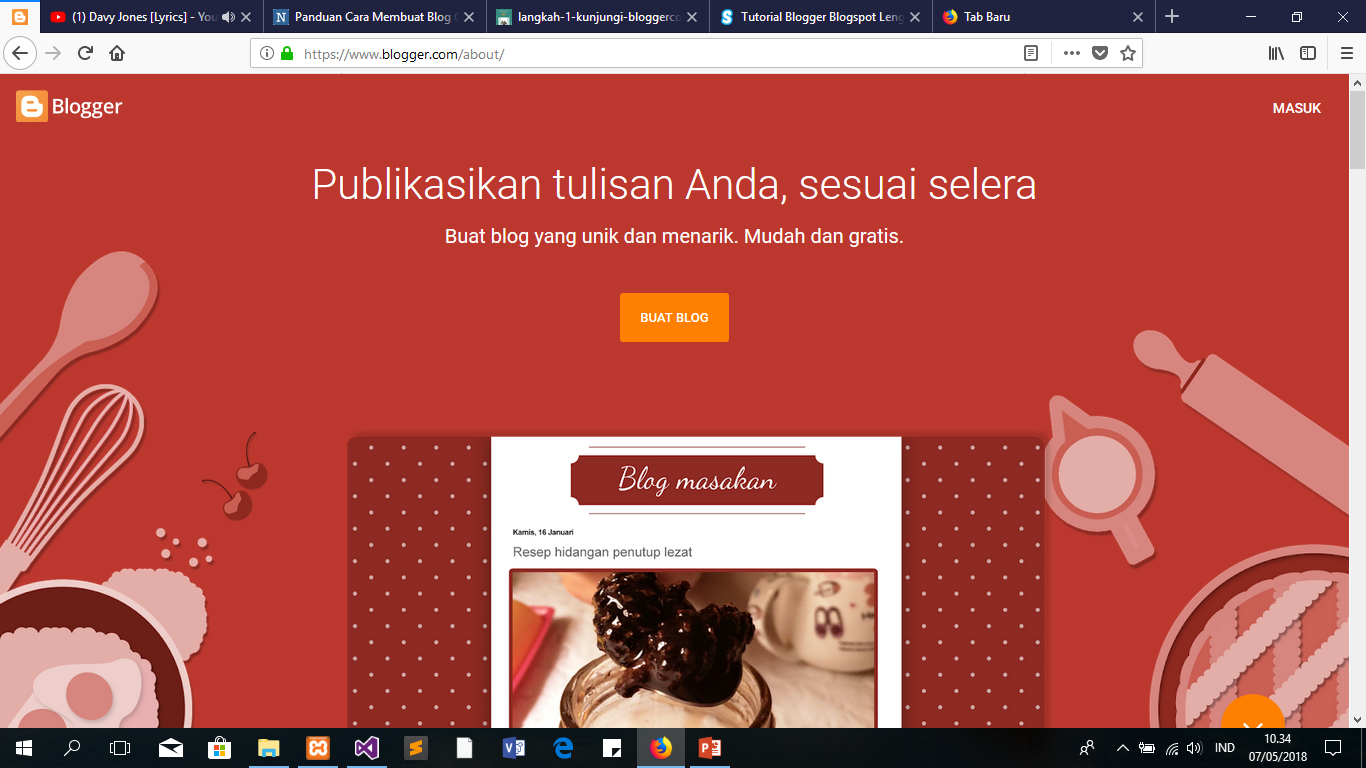 (1) Davy Jones [Lyrics] - You
Panduan Cara Membuat Blog
langkah-1-kunjungi-bloggerco
Tutorial Blogger Blogspot Leng
Tab Baru
https://www.blogger.com/about/
Blogger
MASUK
Publikasikan tulisan Anda, sesuai selera
Buat blog yang unik dan menarik. Mudah dan gratis.
BUAT BLOG
Blog masakan
Kamis, 16 Januari
Resep hidangan penutup lezat
IND
10.34
07/05/2018